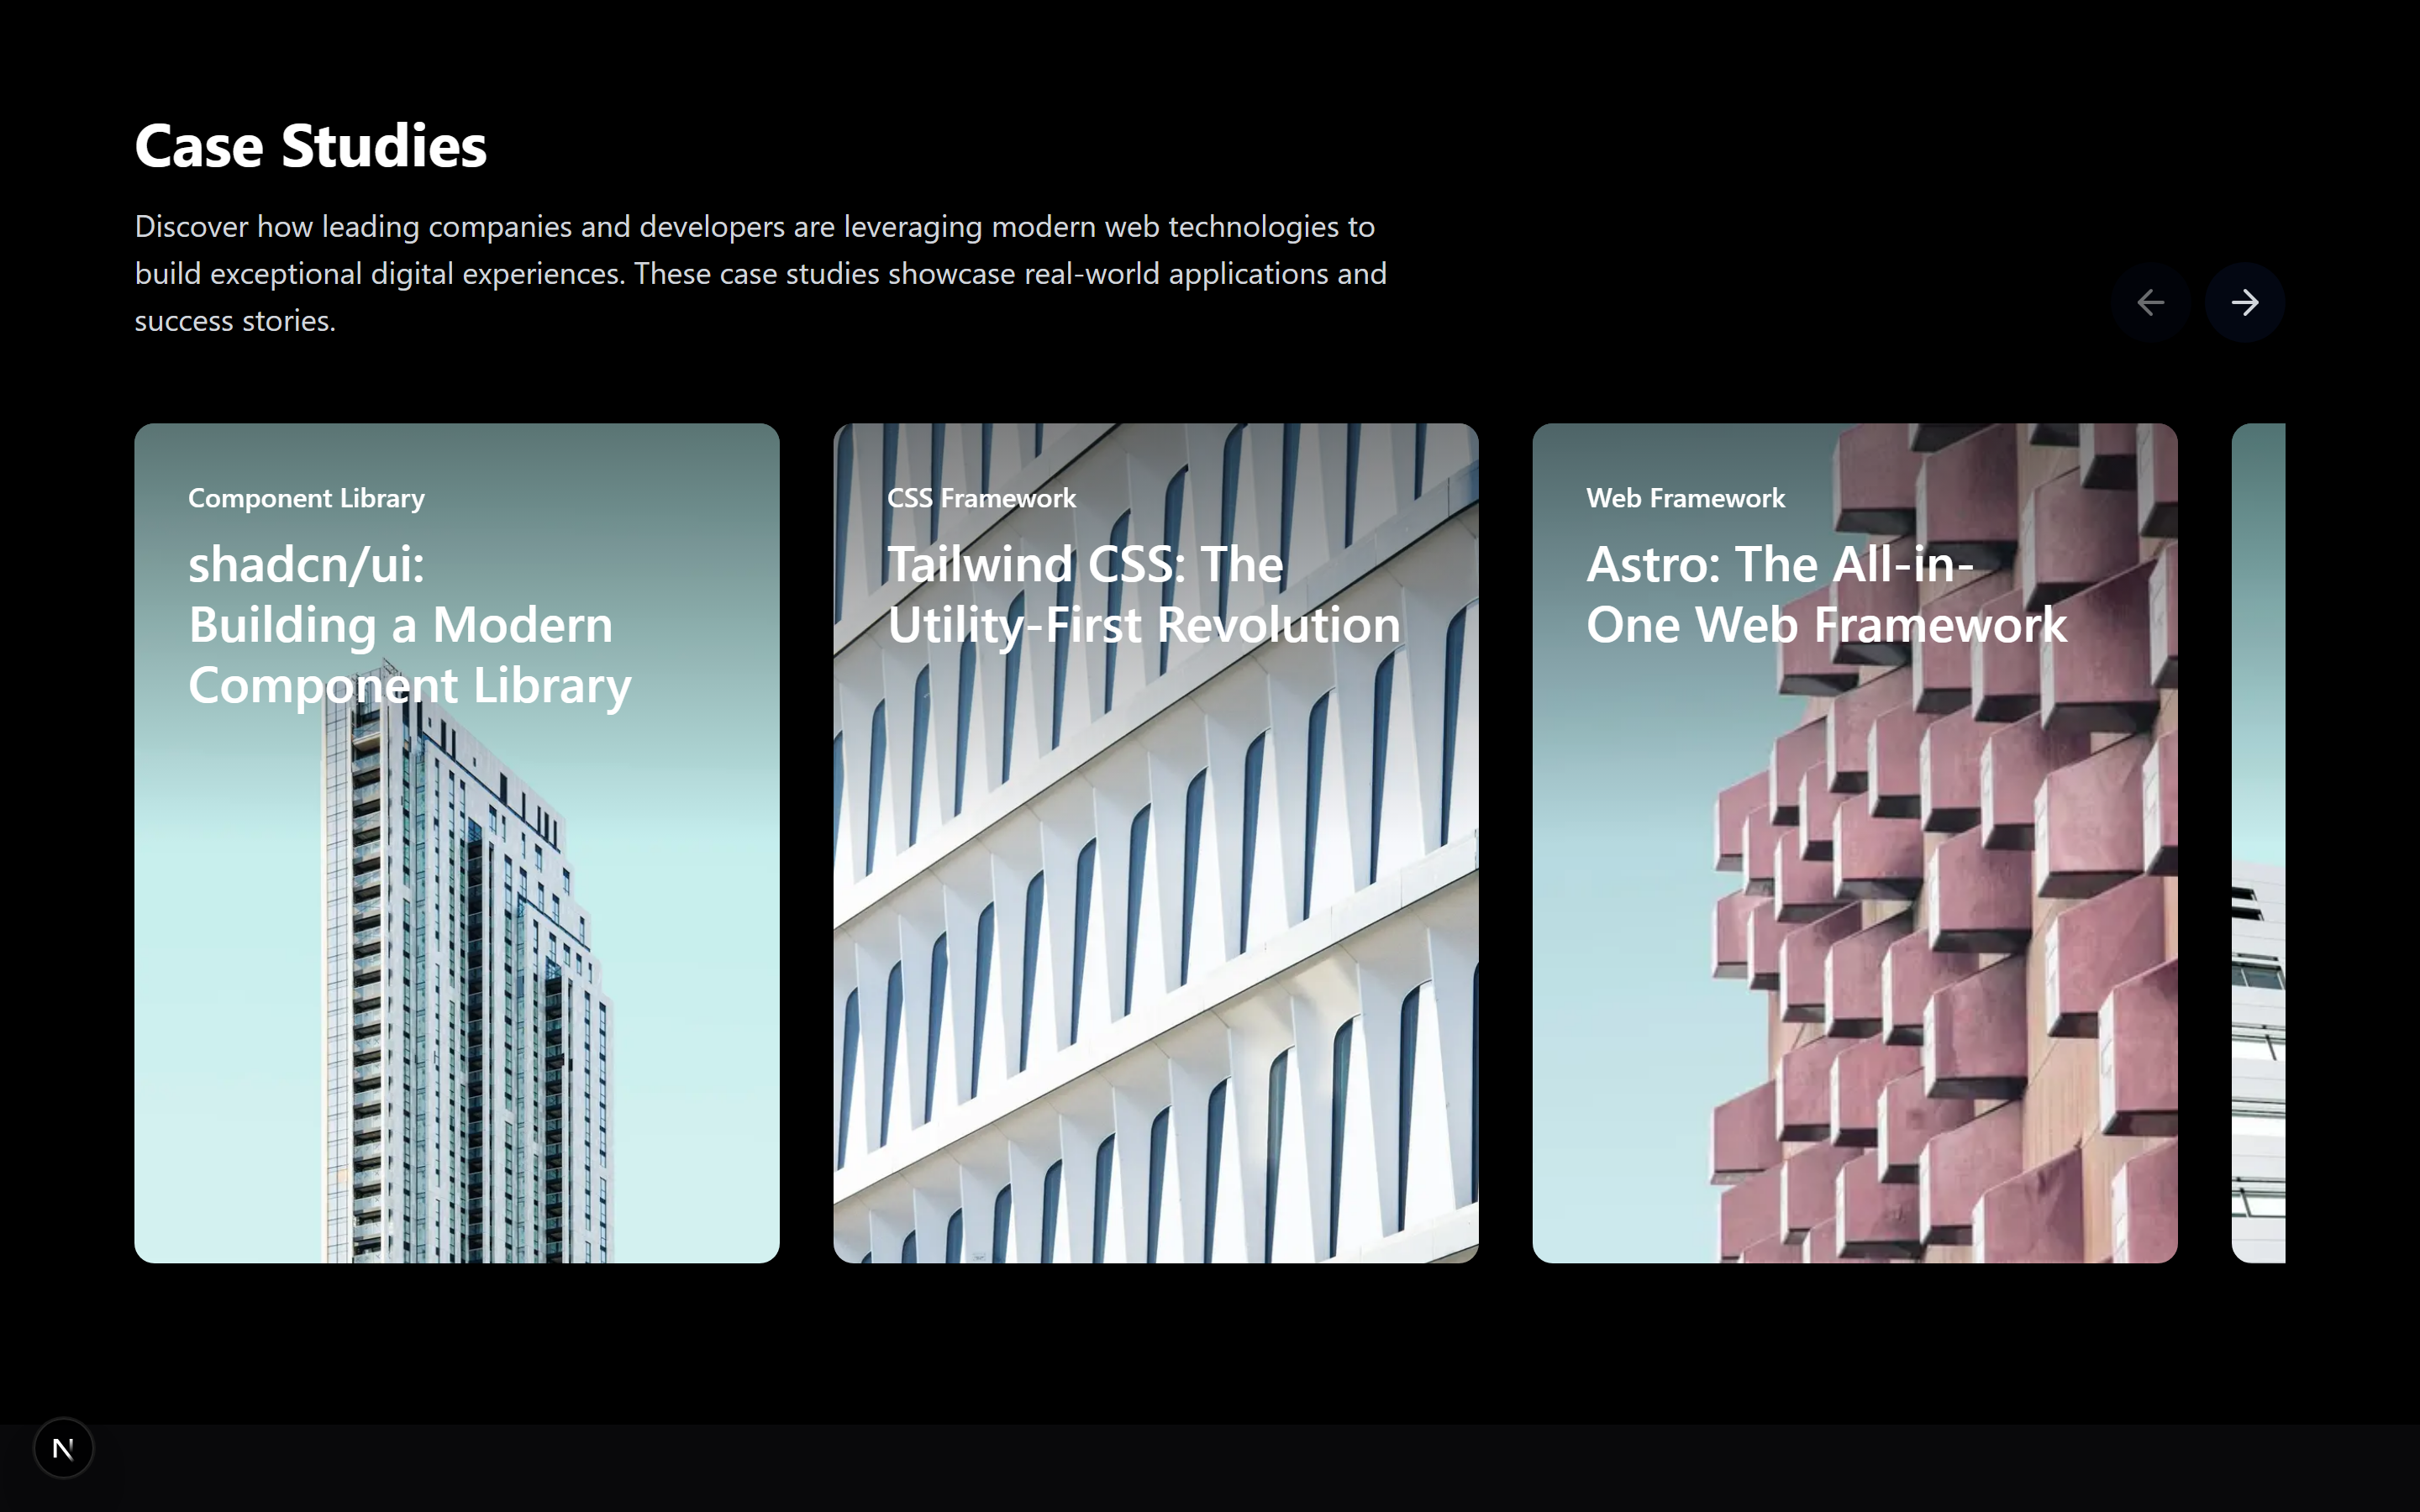 Case Studies
Discover how leading companies and developers are leveraging modern web technologies to
build exceptional digital experiences. These case studies showcase real-world applications and
success stories.
Component Library
shadcn/ui:
Building a Modern
Component Library
CSS Framework
Tailwind CSS: The
Utility-First Revolution
Web Framework
Astro: The All-in-
One Web Framework
N